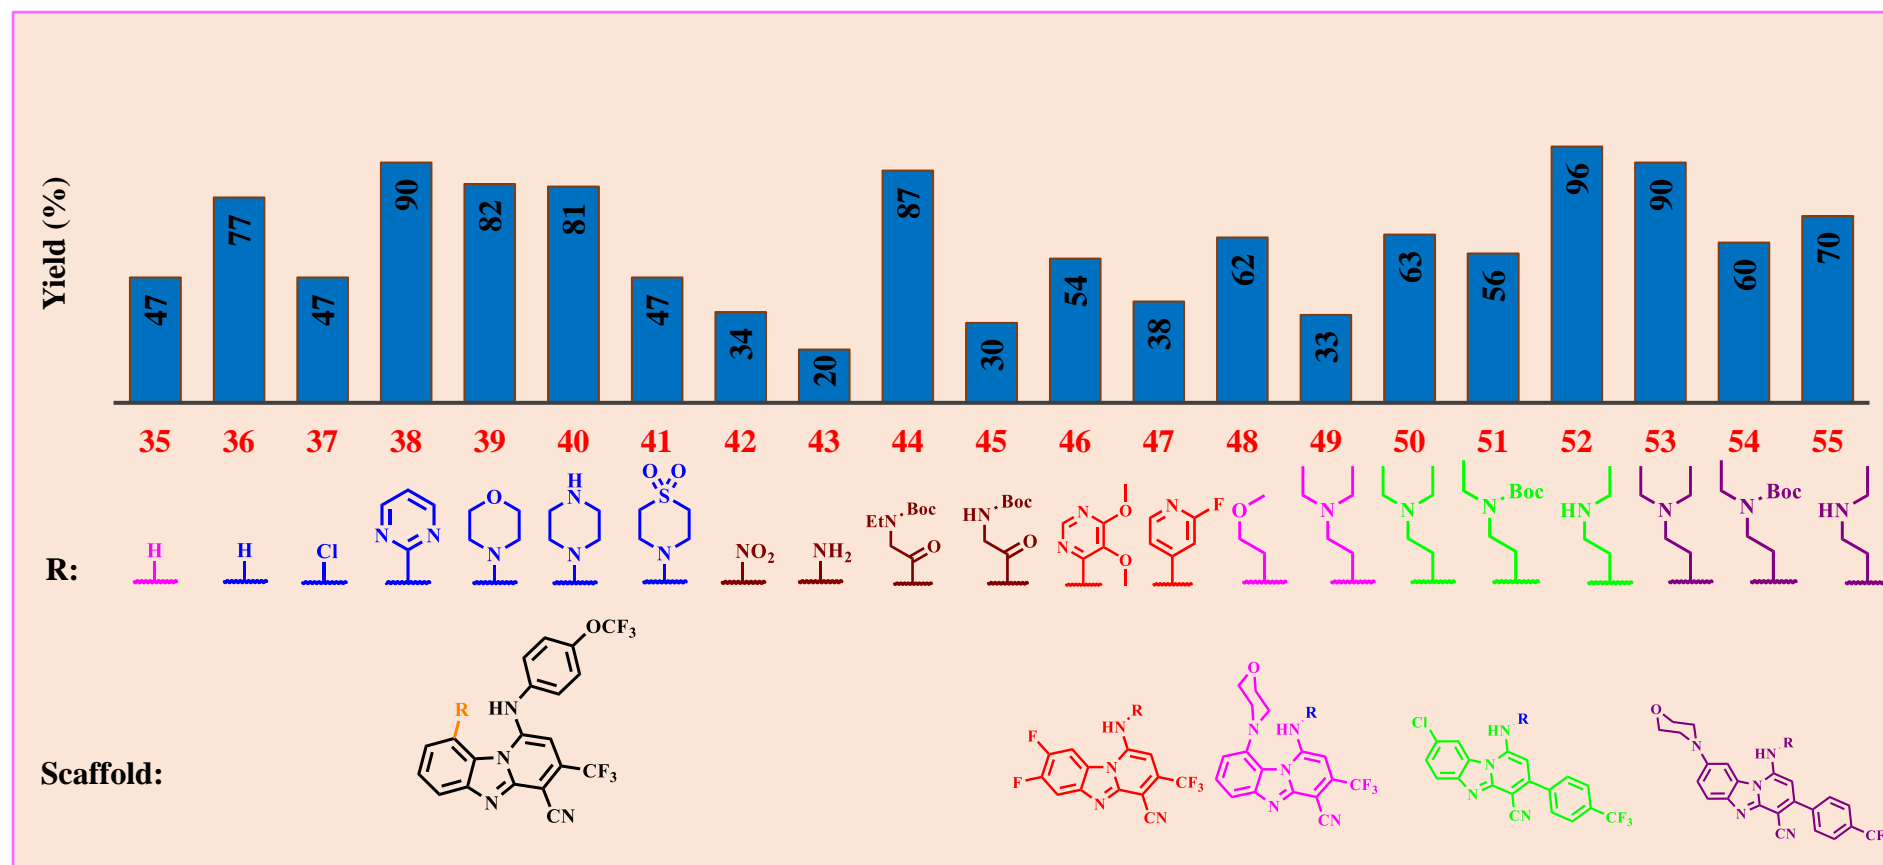 Yield (%)
47 77 47 90 82 81 47 34 20 87 30 54 38 62 33 63 56 96 90 60 70
35 36 37 38 39 40 41 42 43 44 45 46 47 48 49 50 51 52 53 54 55
R:
H
H
Cl
N N
O
N
H
N
N
O O
S
N
NO2
NH2
EtN Boc
O
HN Boc
O
N O
N O
N F
O
N
N
N Boc
HN
N
N Boc
HN
Scaffold:
OCF3
R HN
N
N
CF3
CN
R
HN
F
F
N
N
CF3
CN
O
N
HN R
N
N
CF3
CN
Cl
HN R
N
N
CN
CF3
O
N
HN R
N
N
CN
CF